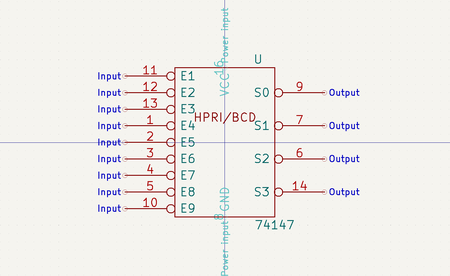 Power input
16
VCC
U
Input 11 E1
Input 12 E2 S0 9 Output
Input 13 E3
HPRI/BCD
Input 1 E4 S1 7 Output
Input 2 E5
Input 3 E6 S2 6 Output
Input 4 E7
Input 5 E8 S3 14 Output
Input 10 E9
GND
8
74147
Power input